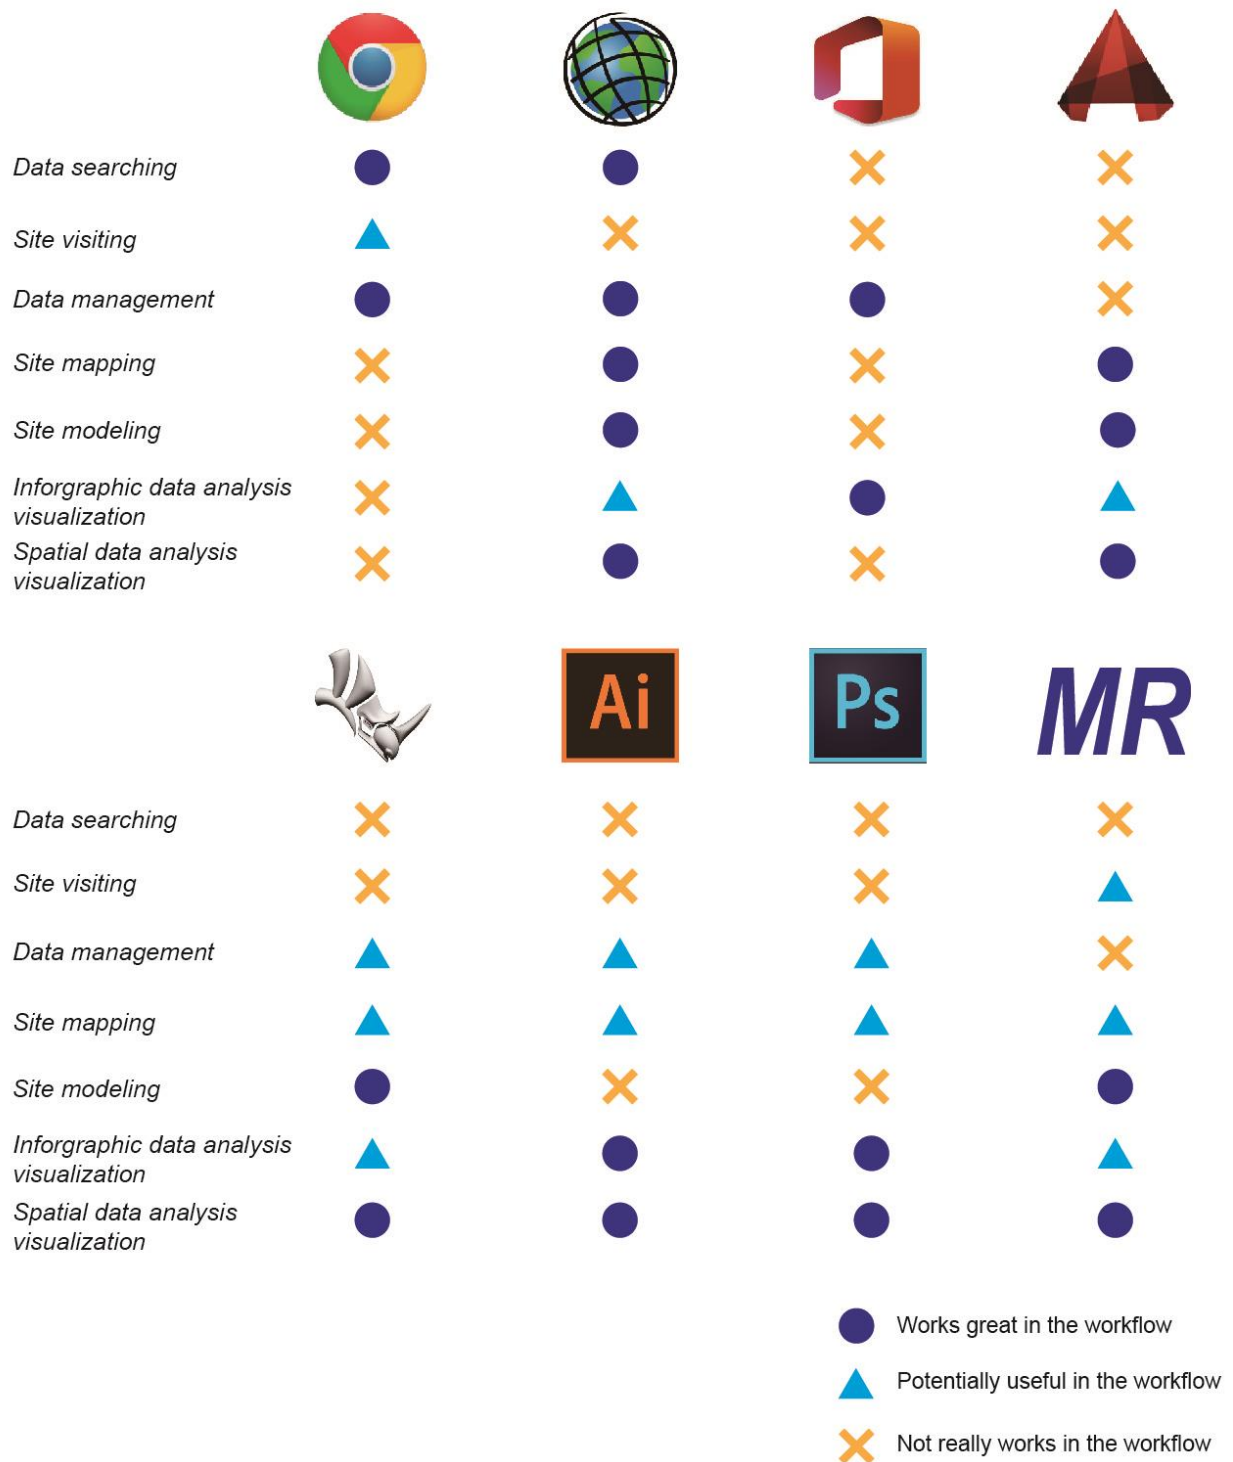 Data searching
Site visiting
Data management
Site mapping
Site modeling
Inforgraphic data analysis
visualization
Spatial data analysis
visualization
Ai
Ps
MR
Data searching
Site visiting
Data management
Site mapping
Site modeling
Inforgraphic data analysis
visualization
Spatial data analysis
visualization
Works great in the workflow
Potentially useful in the workflow
Not really works in the workflow